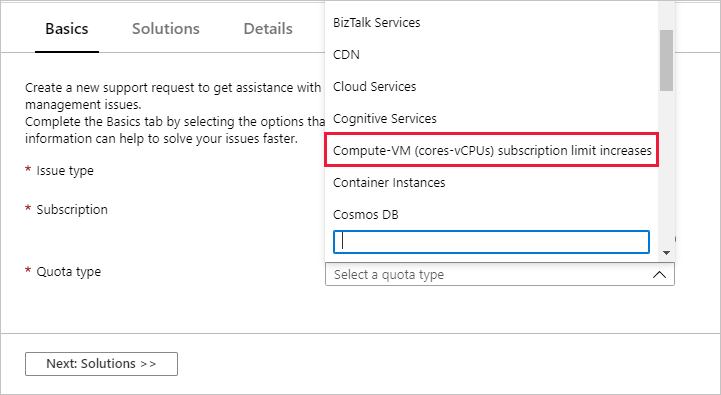 Basics
Solutions
Details
Create a new support request to get assistance with
management issues.
Complete the Basics tab by selecting the options tha
information can help to solve your issues faster.
* Issue type
* Subscription
* Quota type
BizTalk Services
CDN
Cloud Services
Cognitive Services
Compute-VM (cores-vCPUs) subscription limit increases
Container Instances
Cosmos DB
Select a quota type
Next: Solutions >>